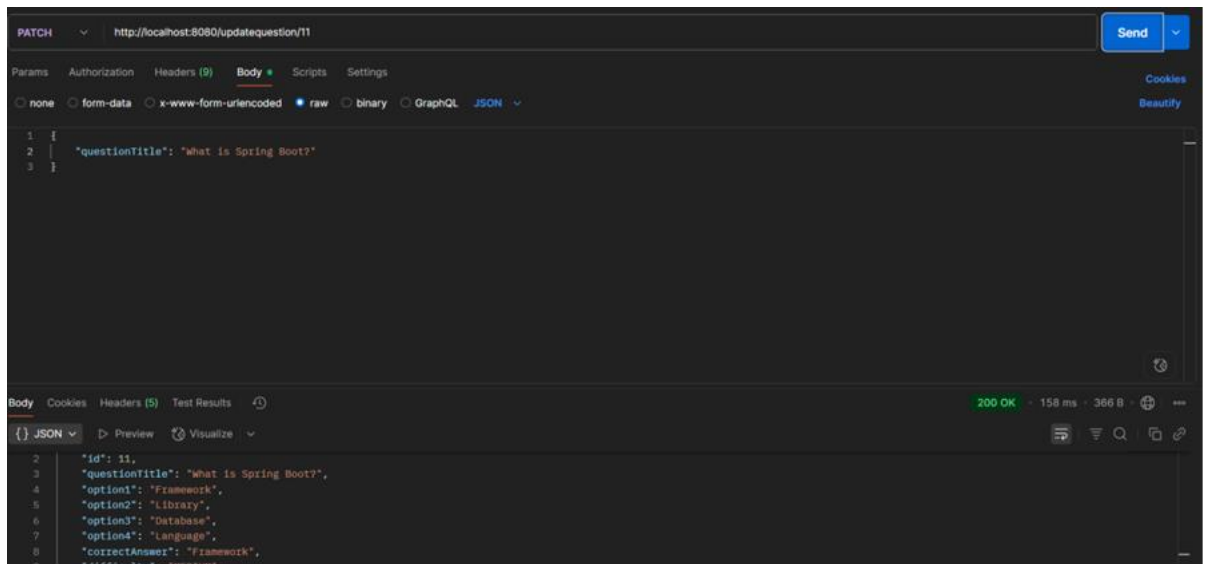 PATCH http://localhost:8080/updatequestion/11 Send
Params Authorization Headers (9) Body Scripts Settings Cookies
none form-data x-www-form-urlencoded raw binary GraphQL JSON Beautify
1 {
2 "questionTitle": "What is Spring Boot?"
3 }
Body Cookies Headers (5) Test Results 200 OK • 158 ms • 366 B
{} JSON Preview Visualize
2 "id": 11,
3 "questionTitle": "What is Spring Boot?",
4 "option1": "Framework",
5 "option2": "Library",
6 "option3": "Database",
7 "option4": "Language",
8 "correctAnswer": "Framework",